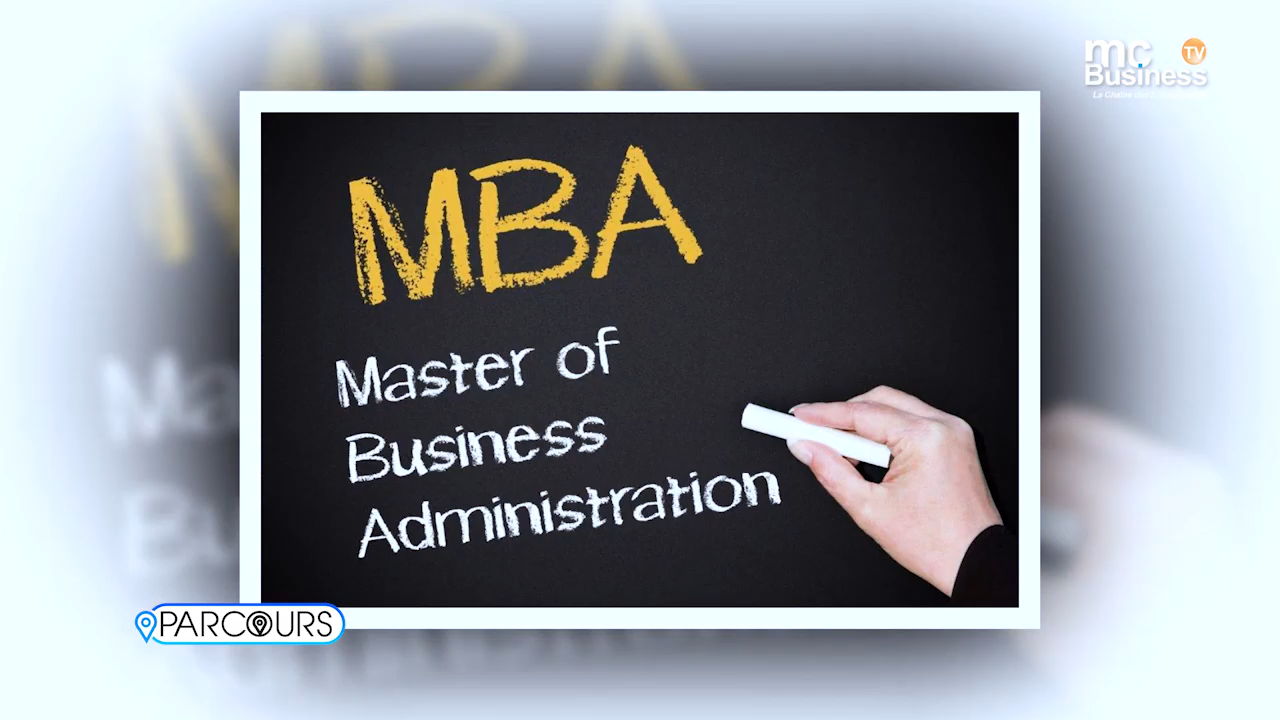 mc
TV
Business
MBA
Master of
Business
Administration
PARCOURS